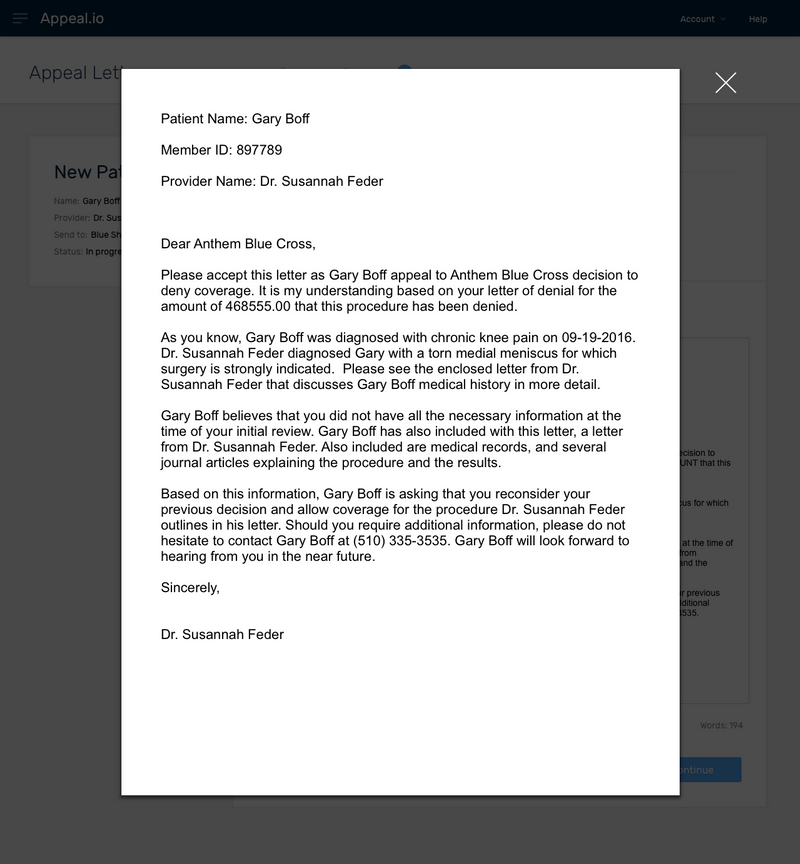 Appeal.io
Account
Help
Appeal Let
Patient Name: Gary Boff
Member ID: 897789
Provider Name: Dr. Susannah Feder
Dear Anthem Blue Cross,
Please accept this letter as Gary Boff appeal to Anthem Blue Cross decision to
deny coverage. It is my understanding based on your letter of denial for the
amount of 468555.00 that this procedure has been denied.
As you know, Gary Boff was diagnosed with chronic knee pain on 09-19-2016.
Dr. Susannah Feder diagnosed Gary with a torn medial meniscus for which
surgery is strongly indicated.  Please see the enclosed letter from Dr.
Susannah Feder that discusses Gary Boff medical history in more detail.
Gary Boff believes that you did not have all the necessary information at the
time of your initial review. Gary Boff has also included with this letter, a letter
from Dr. Susannah Feder. Also included are medical records, and several
journal articles explaining the procedure and the results.
Based on this information, Gary Boff is asking that you reconsider your
previous decision and allow coverage for the procedure Dr. Susannah Feder
outlines in his letter. Should you require additional information, please do not
hesitate to contact Gary Boff at (510) 335-3535. Gary Boff will look forward to
hearing from you in the near future.
Sincerely,
Dr. Susannah Feder
New Pat
Name: Gary Boff
Provider: Dr. Sus
Send to: Blue Sh
Status: In progre
ecision to
UNT that this
cus for which
at the time of
from
and the
r previous
ditional
3535.
Words: 194
ontinue